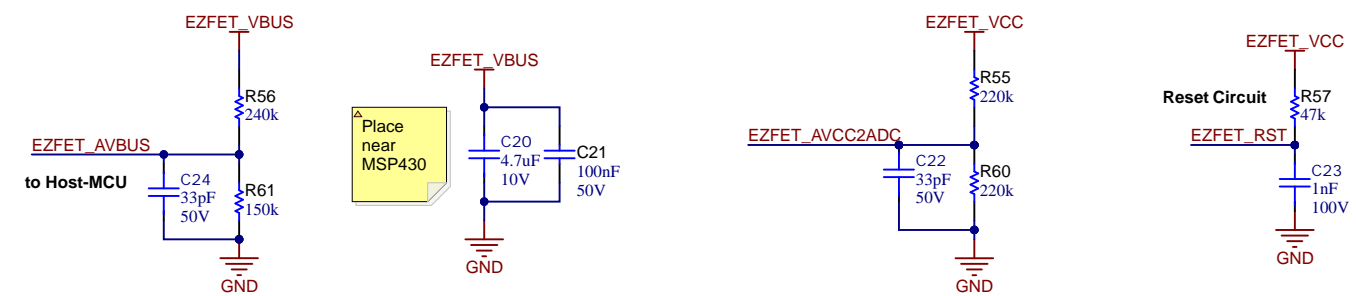 EZFET_VBUS
R56
240k
EZFET_AVBUS
to Host-MCU
C24
33pF
50V
R61
150k
GND
EZFET_VBUS
Place
near
MSP430
C20
4.7uF
10V
C21
100nF
50V
GND
EZFET_VCC
R55
220k
EZFET_AVCC2ADC
C22
33pF
50V
R60
220k
GND
EZFET_VCC
Reset Circuit
R57
47k
EZFET_RST
C23
1nF
100V
GND